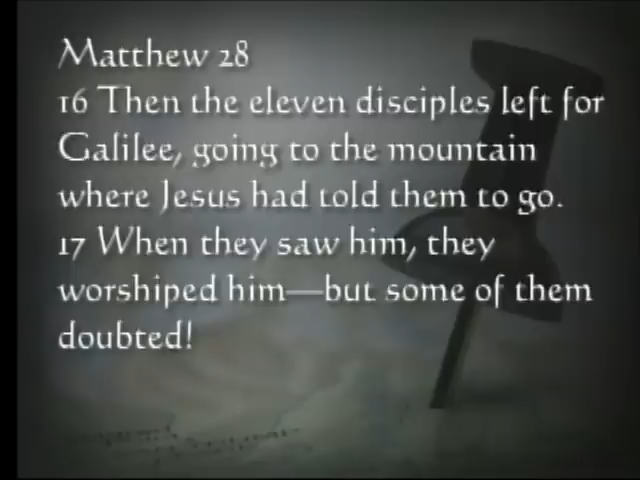 Matthew 28
16 Then the eleven disciples left for
Galilee, going to the mountain
where Jesus had told them to go.
17 When they saw him, they
worshiped him—but some of them
doubted!